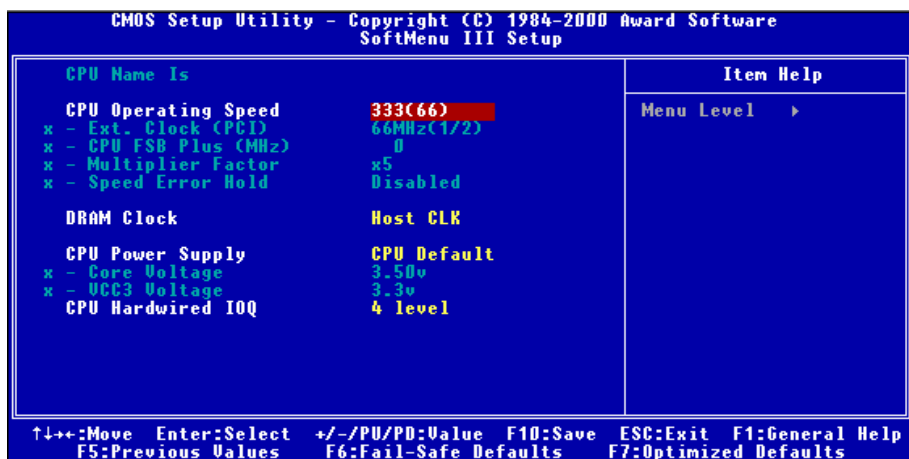 CMOS Setup Utility – Copyright (C) 1984–2000 Award Software
SoftMenu III Setup
CPU Name Is
Item Help
CPU Operating Speed 333(66)
Menu Level ▸
x – Ext. Clock (PCI) 66MHz(1/2)
x – CPU FSB Plus (MHz) 0
x – Multiplier Factor x5
x – Speed Error Hold Disabled
DRAM Clock Host CLK
CPU Power Supply CPU Default
x – Core Voltage 3.50v
x – VCC3 Voltage 3.3v
CPU Hardwired IOQ 4 level
↑↓→←:Move Enter:Select +/-/PU/PD:Value F10:Save ESC:Exit F1:General Help
F5:Previous Values F6:Fail-Safe Defaults F7:Optimized Defaults